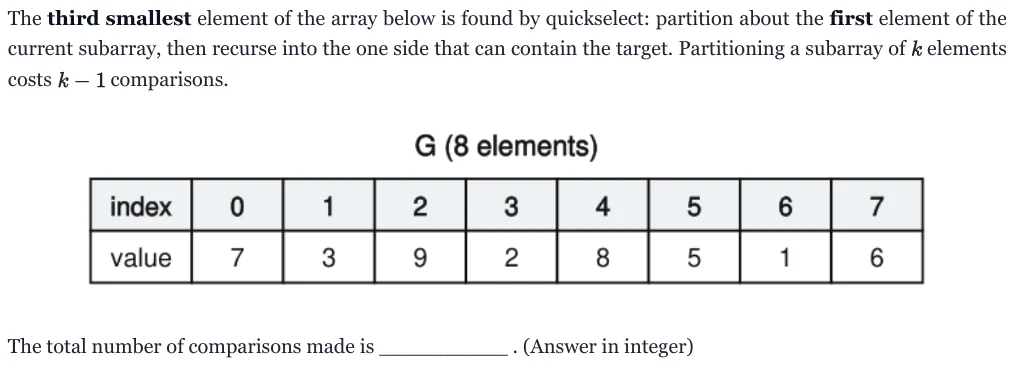 The third smallest element of the array below is found by quickselect: partition about the first element of the
current subarray, then recurse into the one side that can contain the target. Partitioning a subarray of k elements
costs k − 1 comparisons.
G (8 elements)
index 0 1 2 3 4 5 6 7
value 7 3 9 2 8 5 1 6
The total number of comparisons made is ____________ . (Answer in integer)